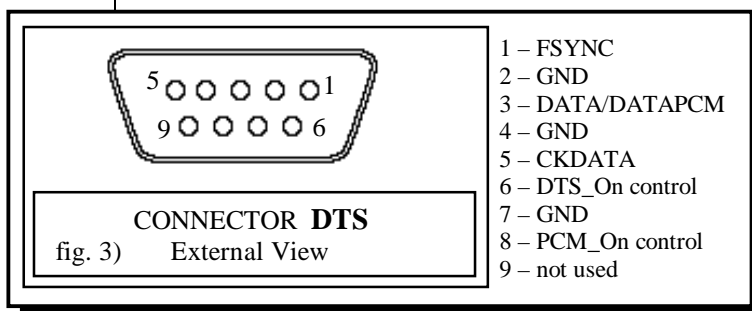 5 1
9 6
CONNECTOR DTS
fig. 3) External View
1 – FSYNC
2 – GND
3 – DATA/DATAPCM
4 – GND
5 – CKDATA
6 – DTS_On control
7 – GND
8 – PCM_On control
9 – not used